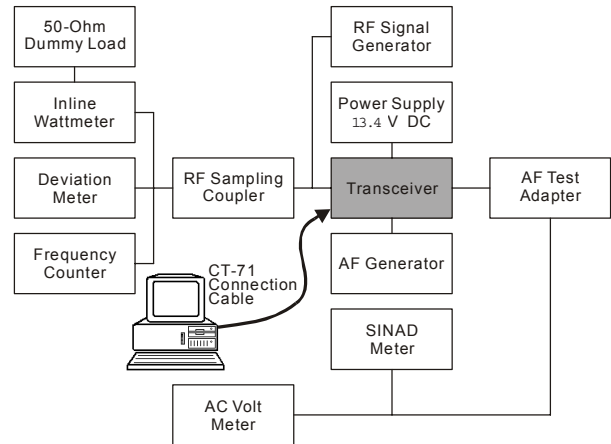 50-Ohm
Dummy Load
RF Signal
Generator
Inline
Wattmeter
Power Supply
13.4 V DC
Deviation
Meter
RF Sampling
Coupler
Transceiver
AF Test
Adapter
Frequency
Counter
CT-71
Connection
Cable
AF Generator
SINAD
Meter
AC Volt
Meter